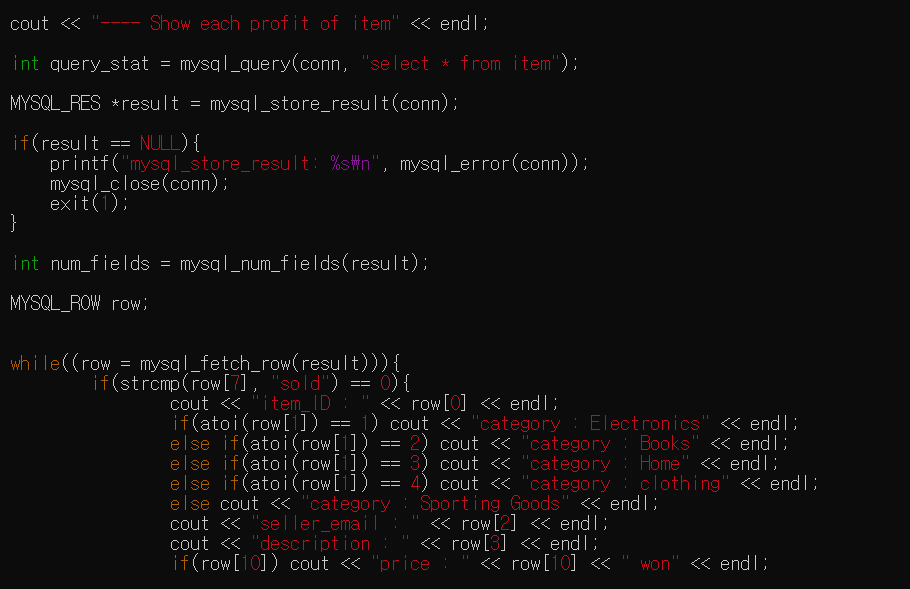 cout << "---- Show each profit of item" << endl;
int query_stat = mysql_query(conn, "select * from item");
MYSQL_RES *result = mysql_store_result(conn);
if(result == NULL){
    printf("mysql_store_result: %s₩n", mysql_error(conn));
    mysql_close(conn);
    exit(1);
}
int num_fields = mysql_num_fields(result);
MYSQL_ROW row;
while((row = mysql_fetch_row(result))){
        if(strcmp(row[7], "sold") == 0){
                cout << "item_ID : " << row[0] << endl;
                if(atoi(row[1]) == 1) cout << "category : Electronics" << endl;
                else if(atoi(row[1]) == 2) cout << "category : Books" << endl;
                else if(atoi(row[1]) == 3) cout << "category : Home" << endl;
                else if(atoi(row[1]) == 4) cout << "category : clothing" << endl;
                else cout << "category : Sporting Goods" << endl;
                cout << "seller_email : " << row[2] << endl;
                cout << "description : " << row[3] << endl;
                if(row[10]) cout << "price : " << row[10] << " won" << endl;